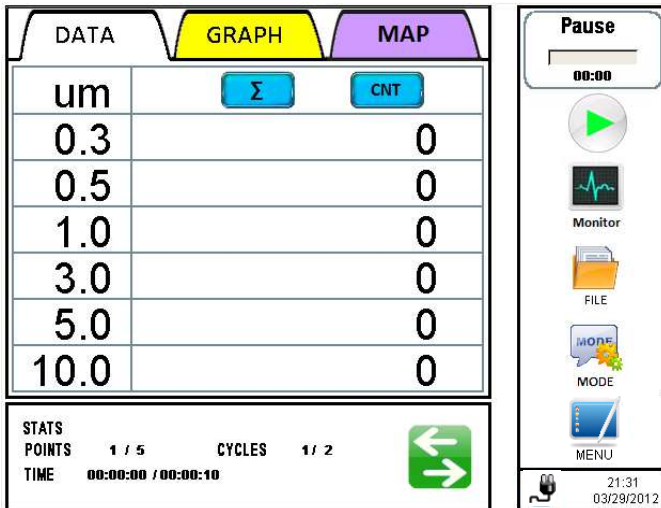 DATA GRAPH MAP
um Σ CNT
0.3 0
0.5 0
1.0 0
3.0 0
5.0 0
10.0 0
STATS
POINTS 1 / 5 CYCLES 1/ 2
TIME 00:00:00 / 00:00:10
Pause
00:00
Monitor
FILE
MODE
MODE
MENU
21:31
03/29/2012